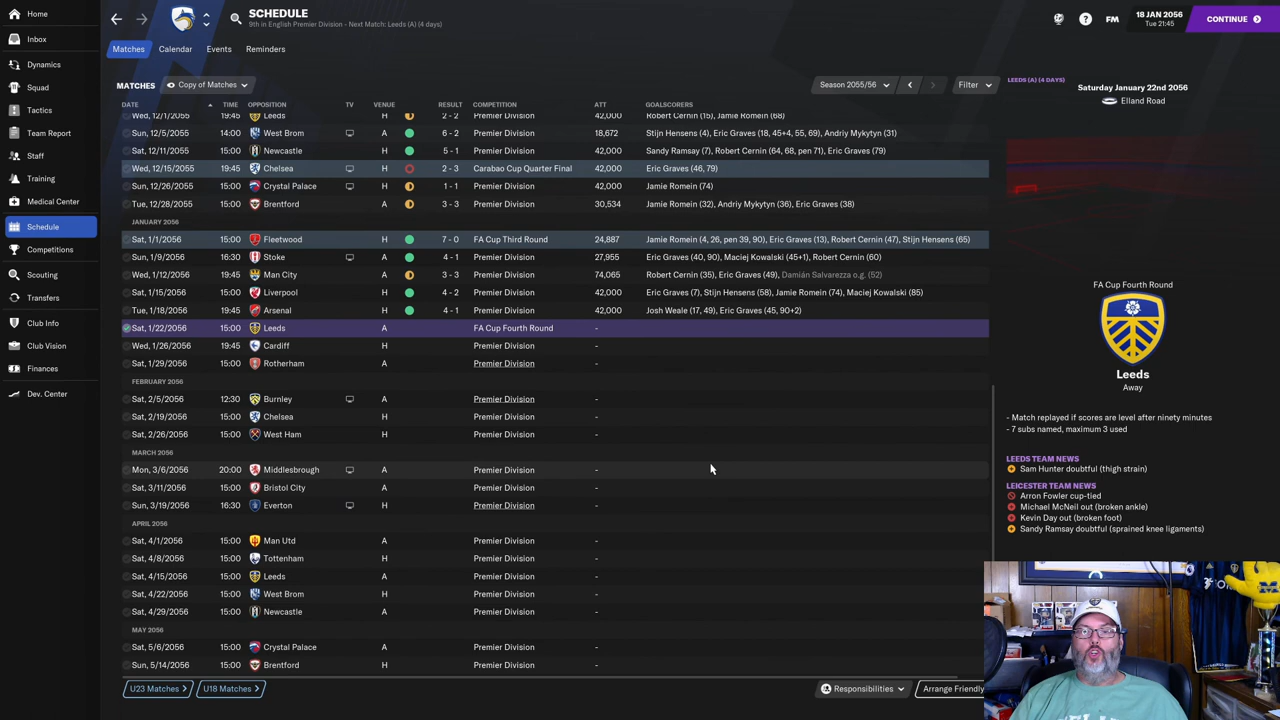 SCHEDULE
9th in English Premier Division - Next Match: Leeds (A) (4 days)
FM
18 JAN 2056
Tue 21:45
CONTINUE
Home
Inbox
Dynamics
Squad
Tactics
Team Report
Staff
Training
Medical Center
Schedule
Competitions
Scouting
Transfers
Club Info
Club Vision
Finances
Dev. Center
Matches Calendar Events Reminders
MATCHES Copy of Matches Season 2055/56 Filter
DATE TIME OPPOSITION TV VENUE RESULT COMPETITION ATT GOALSCORERS
Wed, 12/1/2055 19:45 Leeds H 2 - 2 Premier Division 42,000 Robert Cernin (15), Jamie Romein (68)
Sun, 12/5/2055 14:00 West Brom A 6 - 2 Premier Division 18,672 Stijn Hensens (4), Eric Graves (18, 45+4, 55, 69), Andriy Mykytyn (31)
Sat, 12/11/2055 15:00 Newcastle H 5 - 1 Premier Division 42,000 Sandy Ramsay (7), Robert Cernin (64, 68, pen 71), Eric Graves (79)
Wed, 12/15/2055 19:45 Chelsea H 2 - 3 Carabao Cup Quarter Final 42,000 Eric Graves (46, 79)
Sun, 12/26/2055 15:00 Crystal Palace H 1 - 1 Premier Division 42,000 Jamie Romein (74)
Tue, 12/28/2055 15:00 Brentford A 3 - 3 Premier Division 30,534 Jamie Romein (32), Andriy Mykytyn (36), Eric Graves (38)
JANUARY 2056
Sat, 1/1/2056 15:00 Fleetwood H 7 - 0 FA Cup Third Round 24,887 Jamie Romein (4, 26, pen 39, 90), Eric Graves (13), Robert Cernin (47), Stijn Hensens (65)
Sun, 1/9/2056 16:30 Stoke A 4 - 1 Premier Division 27,955 Eric Graves (40, 90), Maciej Kowalski (45+1), Robert Cernin (60)
Wed, 1/12/2056 19:45 Man City A 3 - 3 Premier Division 74,065 Robert Cernin (35), Eric Graves (49), Damián Salvarezza o.g. (52)
Sat, 1/15/2056 15:00 Liverpool H 4 - 2 Premier Division 42,000 Eric Graves (7), Stijn Hensens (58), Jamie Romein (74), Maciej Kowalski (85)
Tue, 1/18/2056 15:00 Arsenal H 4 - 1 Premier Division 42,000 Josh Weale (17, 49), Eric Graves (45, 90+2)
Sat, 1/22/2056 15:00 Leeds A FA Cup Fourth Round -
Wed, 1/26/2056 19:45 Cardiff H Premier Division -
Sat, 1/29/2056 15:00 Rotherham A Premier Division -
FEBRUARY 2056
Sat, 2/5/2056 12:30 Burnley A Premier Division -
Sat, 2/19/2056 15:00 Chelsea H Premier Division -
Sat, 2/26/2056 15:00 West Ham H Premier Division -
MARCH 2056
Mon, 3/6/2056 20:00 Middlesbrough A Premier Division -
Sat, 3/11/2056 15:00 Bristol City A Premier Division -
Sun, 3/19/2056 16:30 Everton H Premier Division -
APRIL 2056
Sat, 4/1/2056 15:00 Man Utd A Premier Division -
Sat, 4/8/2056 15:00 Tottenham H Premier Division -
Sat, 4/15/2056 15:00 Leeds A Premier Division -
Sat, 4/22/2056 15:00 West Brom H Premier Division -
Sat, 4/29/2056 15:00 Newcastle A Premier Division -
MAY 2056
Sat, 5/6/2056 15:00 Crystal Palace A Premier Division -
Sun, 5/14/2056 15:00 Brentford H Premier Division -
U23 Matches U18 Matches Responsibilities Arrange Friendly
LEEDS (A) (4 DAYS)
Saturday January 22nd 2056
Elland Road
FA Cup Fourth Round
Leeds
Away
- Match replayed if scores are level after ninety minutes
- 7 subs named, maximum 3 used
LEEDS TEAM NEWS
Sam Hunter doubtful (thigh strain)
LEICESTER TEAM NEWS
Arron Fowler cup-tied
Michael McNeil out (broken ankle)
Kevin Day out (broken foot)
Sandy Ramsay doubtful (sprained knee ligaments)